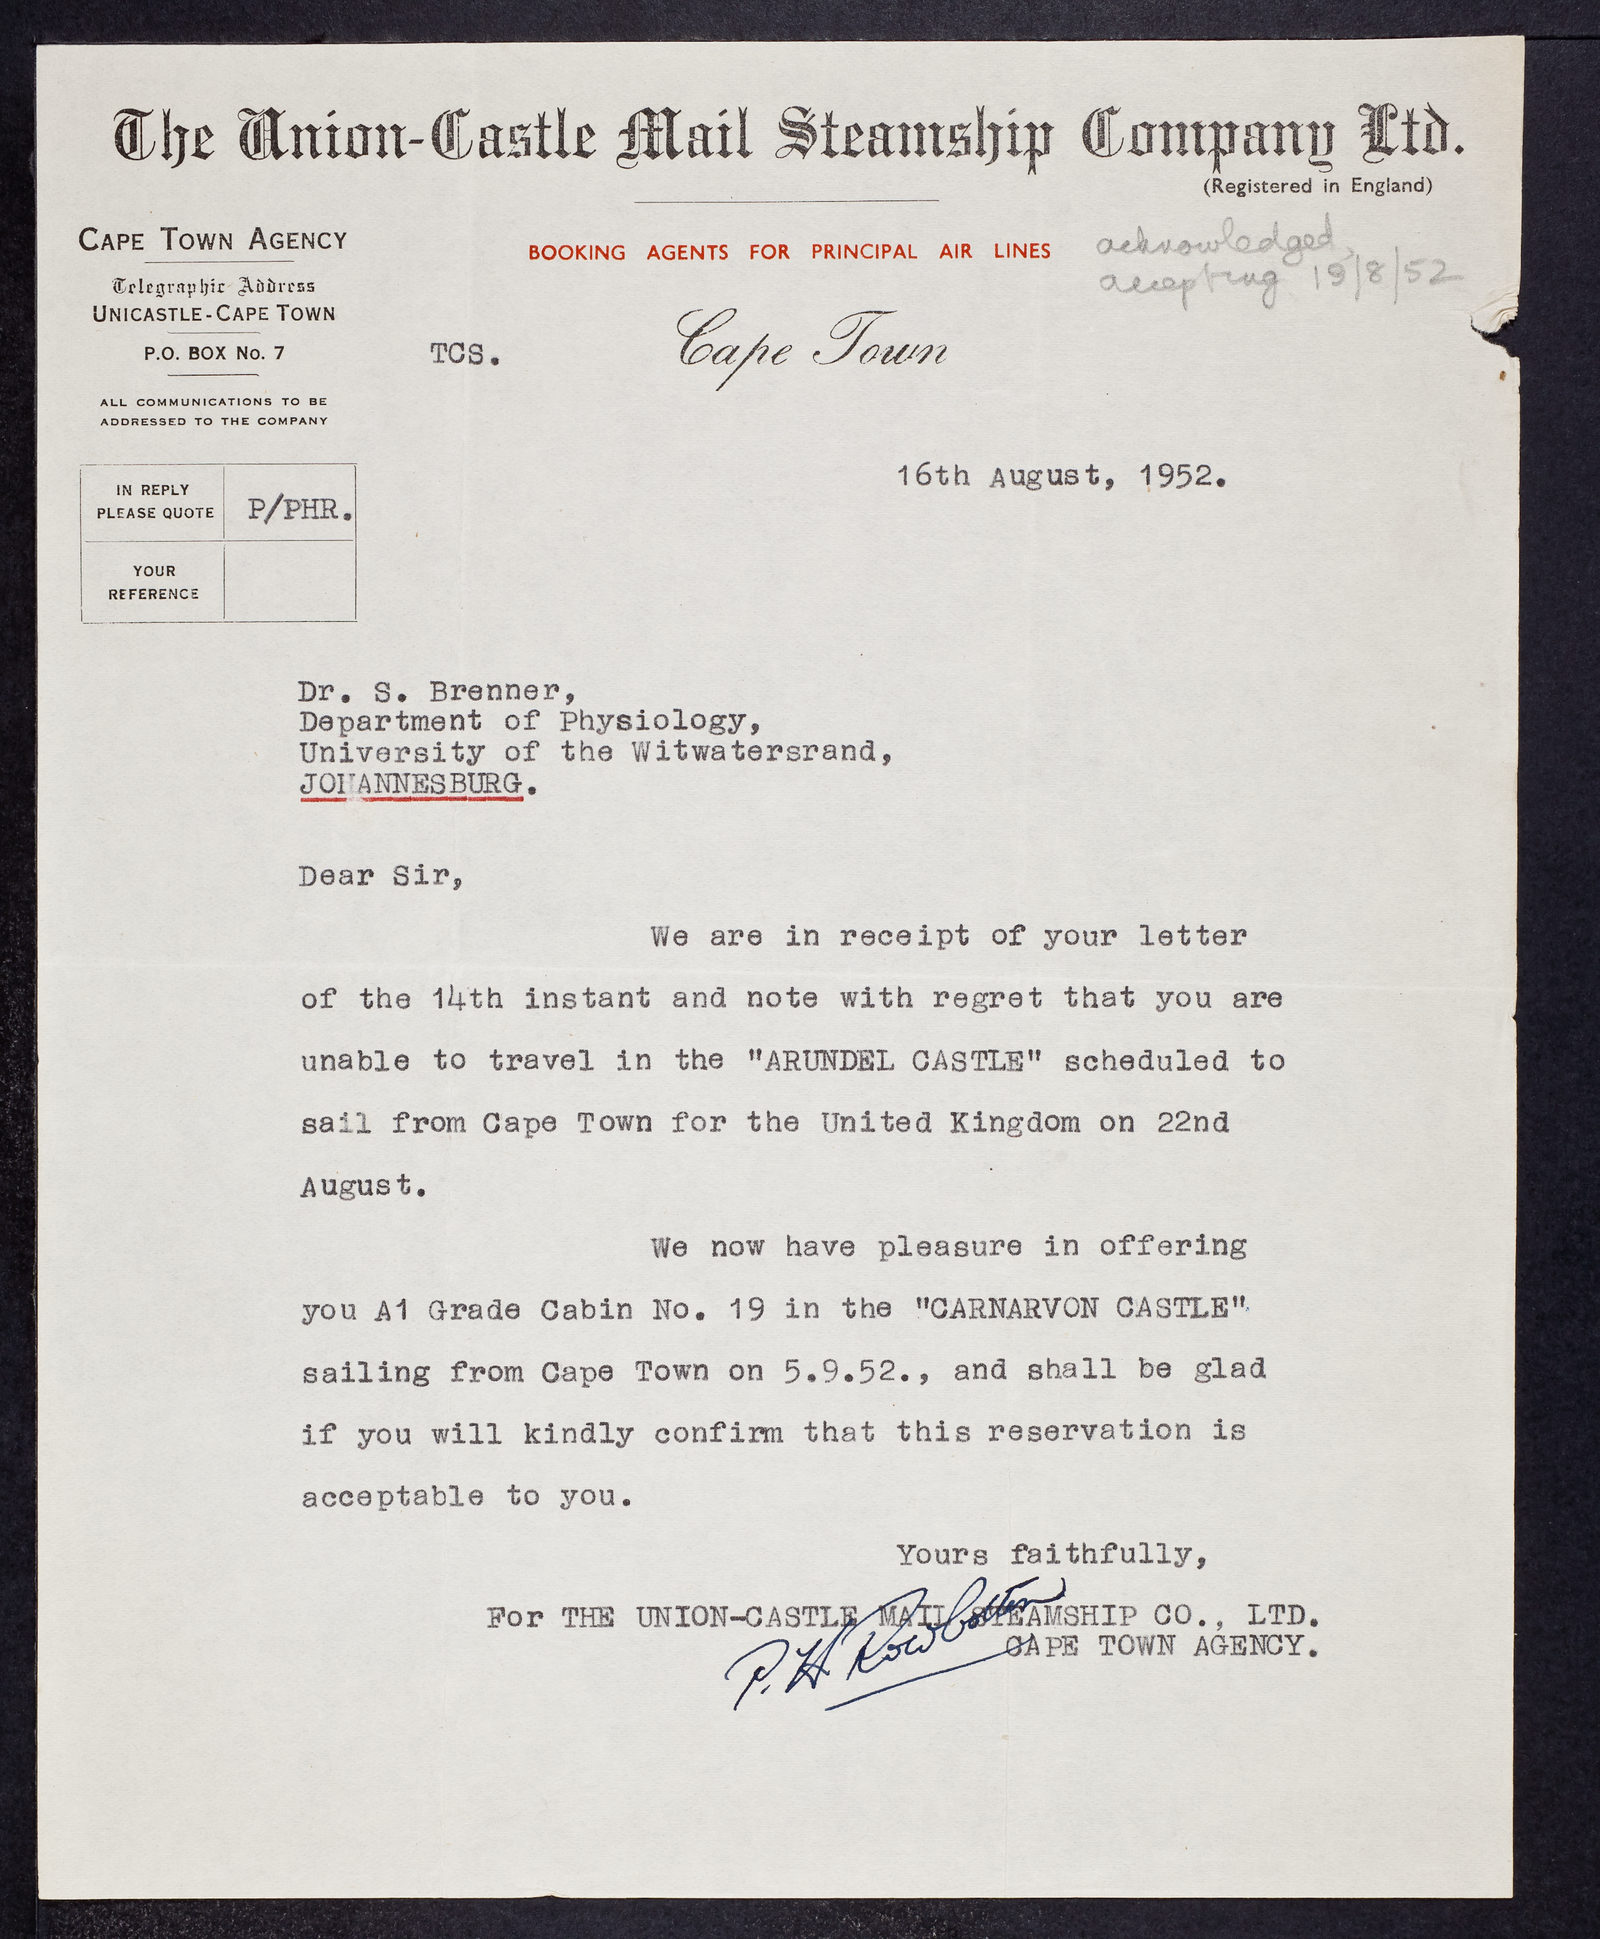 The Union-Castle Mail Steamship Company Ltd.
(Registered in England)
CAPE TOWN AGENCY
Telegraphic Address
UNICASTLE-CAPE TOWN
P.O. BOX No. 7
ALL COMMUNICATIONS TO BE
ADDRESSED TO THE COMPANY
BOOKING AGENTS FOR PRINCIPAL AIR LINES
acknowledged,
accepting 19/8/52
TCS.
Cape Town
16th August, 1952.
IN REPLY
PLEASE QUOTE
P/PHR.
YOUR
REFERENCE
Dr. S. Brenner,
Department of Physiology,
University of the Witwatersrand,
JOHANNESBURG.
Dear Sir,
We are in receipt of your letter
of the 14th instant and note with regret that you are
unable to travel in the "ARUNDEL CASTLE" scheduled to
sail from Cape Town for the United Kingdom on 22nd
August.
We now have pleasure in offering
you A1 Grade Cabin No. 19 in the "CARNARVON CASTLE"
sailing from Cape Town on 5.9.52., and shall be glad
if you will kindly confirm that this reservation is
acceptable to you.
Yours faithfully,
For THE UNION-CASTLE MAIL STEAMSHIP CO., LTD.
CAPE TOWN AGENCY.
P. H Rowbottom